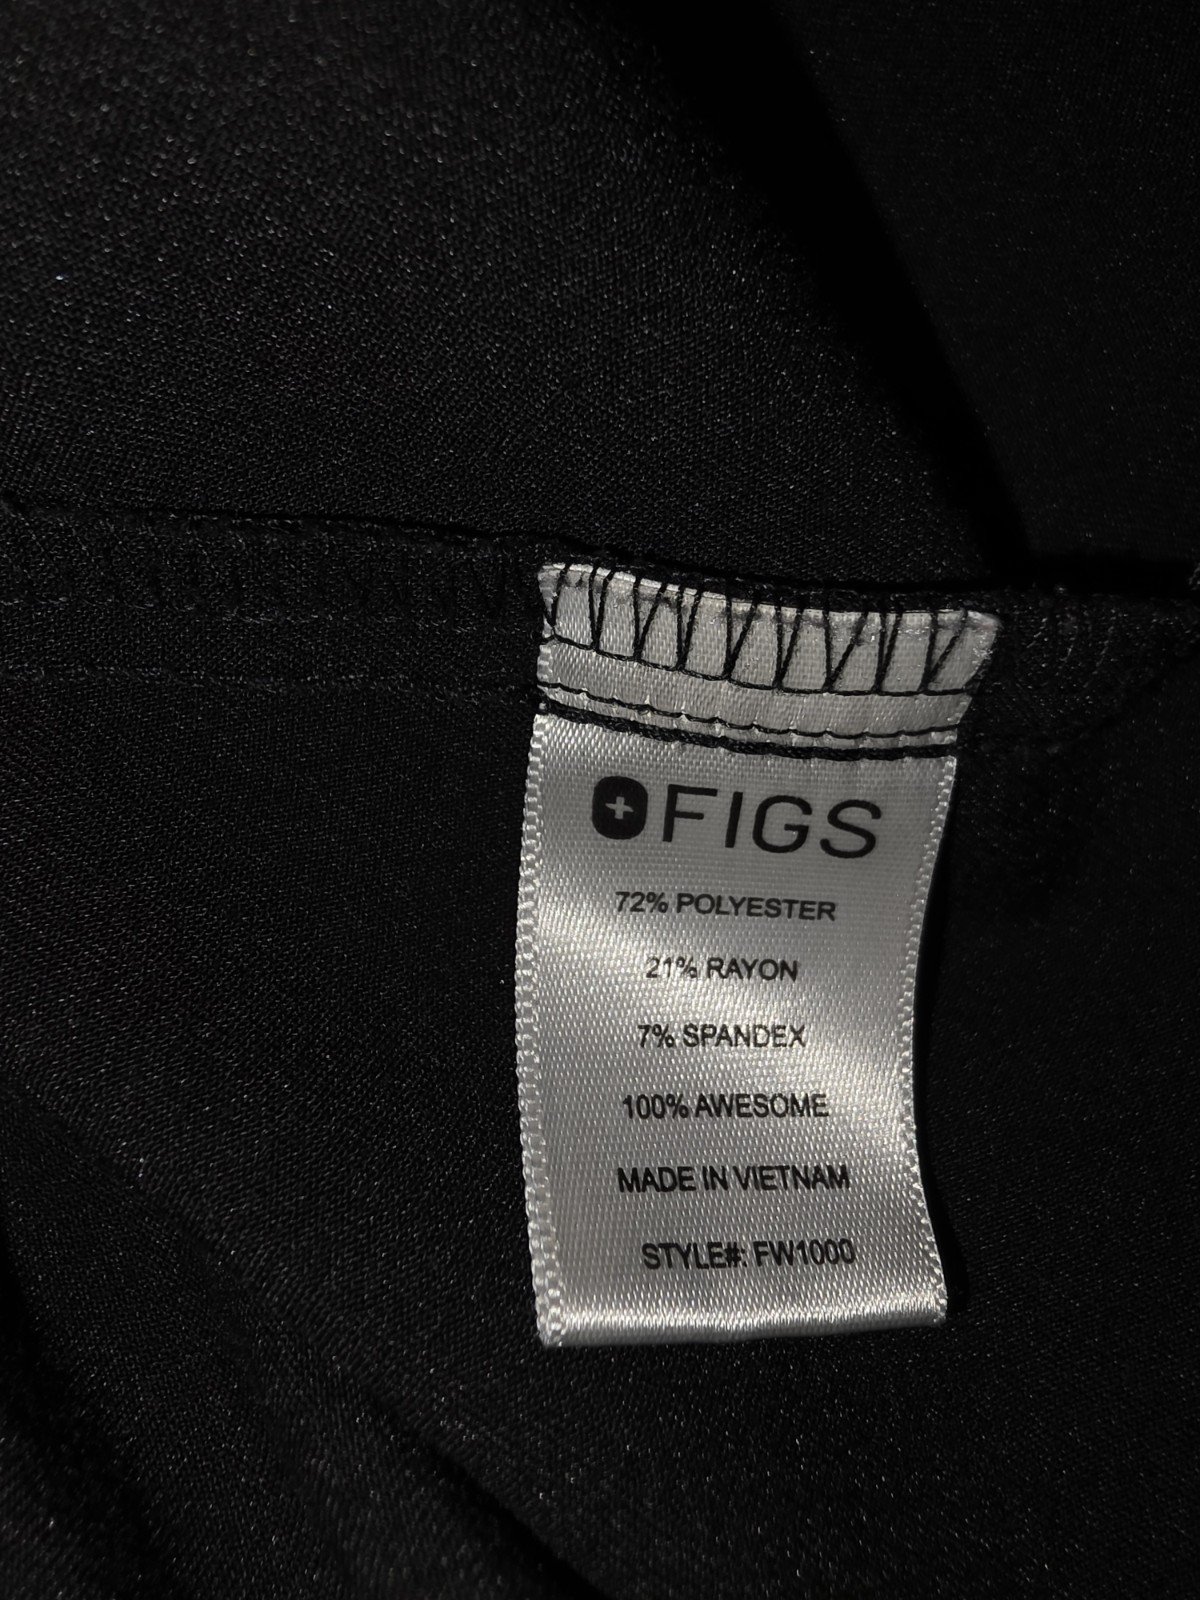 FIGS
72% POLYESTER
21% RAYON
7% SPANDEX
100% AWESOME
MADE IN VIETNAM
STYLE#: FW1000